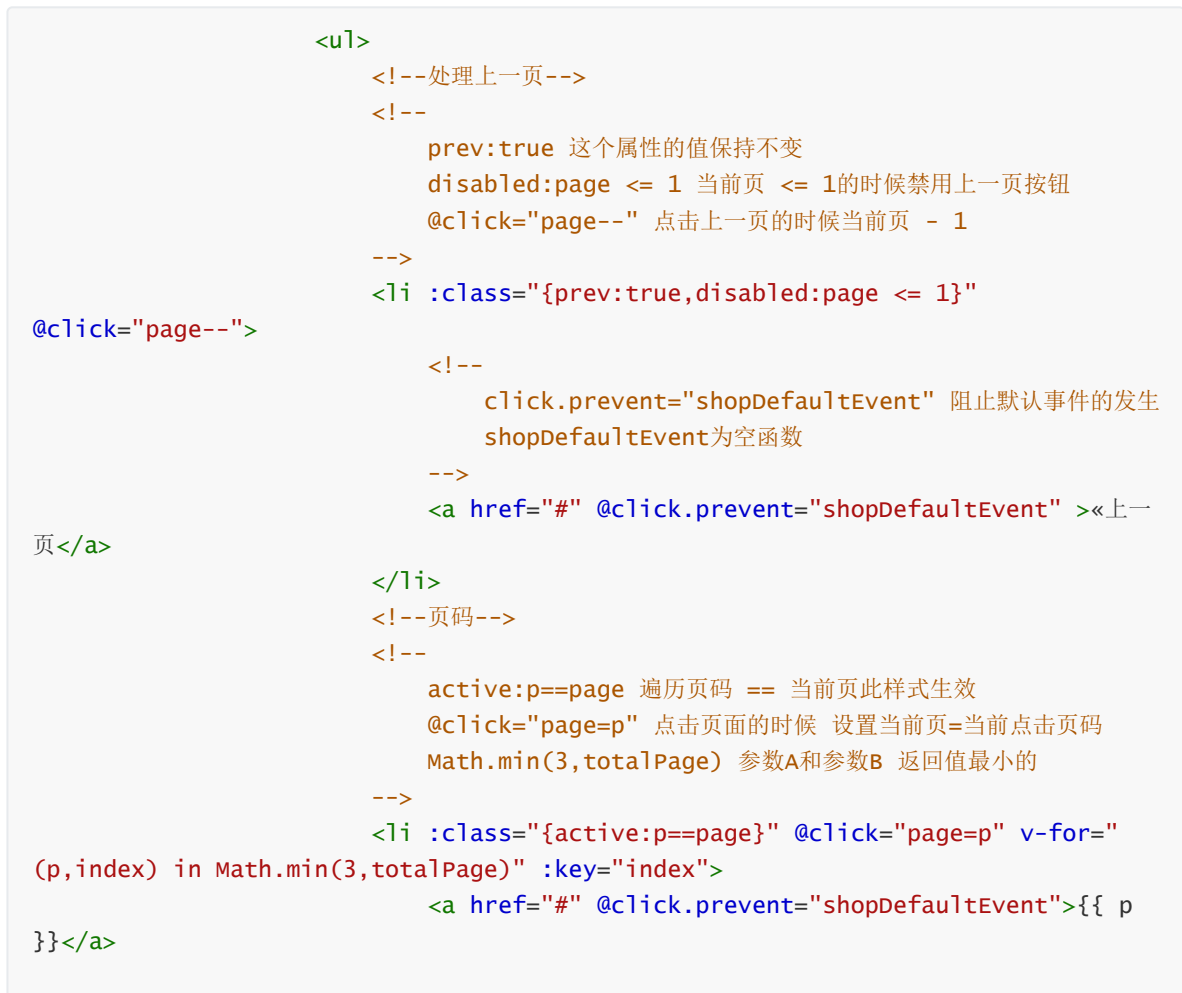 <ul>
<!--处理上一页-->
<!--
prev:true 这个属性的值保持不变
disabled:page <= 1 当前页 <= 1的时候禁用上一页按钮
@click="page--" 点击上一页的时候当前页 - 1
-->
<li :class="{prev:true,disabled:page <= 1}"
@click="page--">
<!--
click.prevent="shopDefaultEvent" 阻止默认事件的发生
shopDefaultEvent为空函数
-->
<a href="#" @click.prevent="shopDefaultEvent" >«上一
页</a>
</li>
<!--页码-->
<!--
active:p==page 遍历页码 == 当前页此样式生效
@click="page=p" 点击页面的时候 设置当前页=当前点击页码
Math.min(3,totalPage) 参数A和参数B 返回值最小的
-->
<li :class="{active:p==page}" @click="page=p" v-for="
(p,index) in Math.min(3,totalPage)" :key="index">
<a href="#" @click.prevent="shopDefaultEvent">{{ p
}}</a>